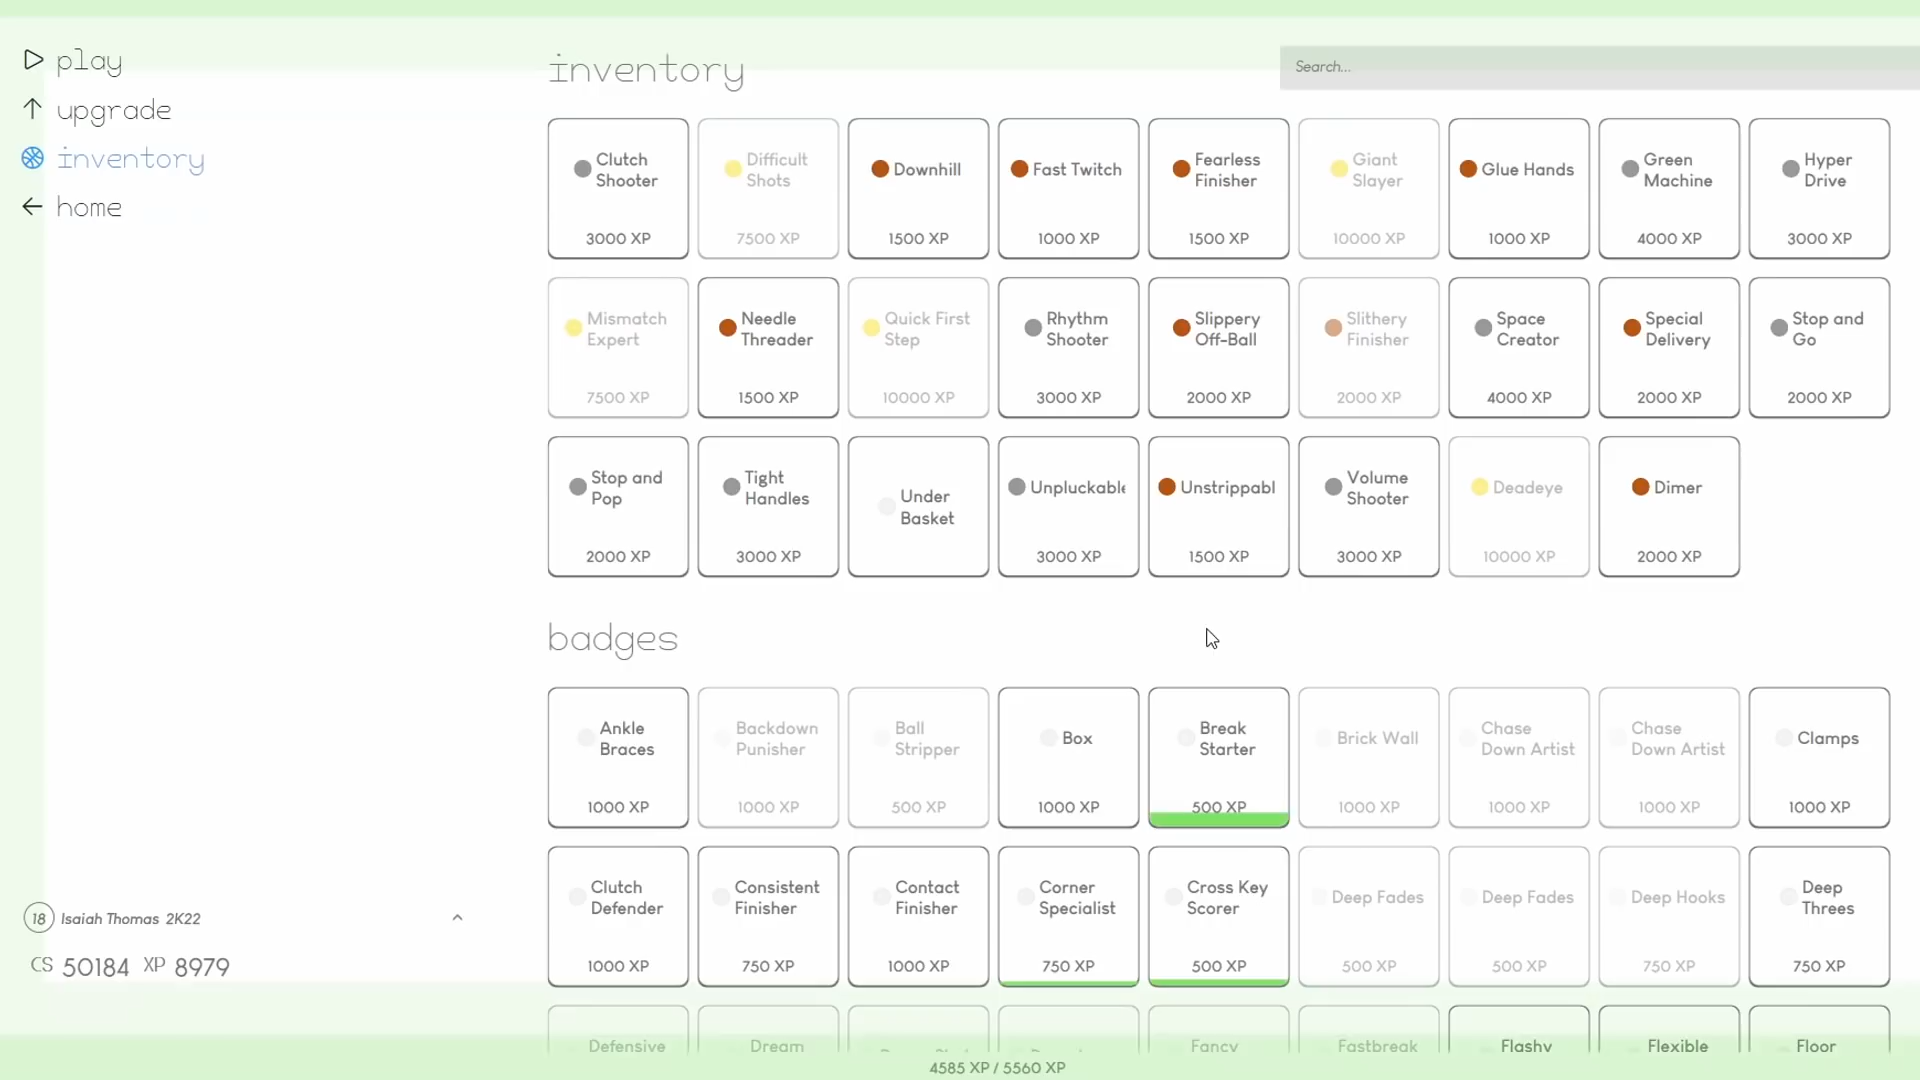 play
upgrade
inventory
home
inventory
Search...
Clutch
Shooter
3000 XP
Difficult
Shots
7500 XP
Downhill
1500 XP
Fast Twitch
1000 XP
Fearless
Finisher
1500 XP
Giant
Slayer
10000 XP
Glue Hands
1000 XP
Green
Machine
4000 XP
Hyper
Drive
3000 XP
Mismatch
Expert
7500 XP
Needle
Threader
1500 XP
Quick First
Step
10000 XP
Rhythm
Shooter
3000 XP
Slippery
Off-Ball
2000 XP
Slithery
Finisher
2000 XP
Space
Creator
4000 XP
Special
Delivery
2000 XP
Stop and
Go
2000 XP
Stop and
Pop
2000 XP
Tight
Handles
3000 XP
Under
Basket
Unpluckable
3000 XP
Unstrippabl
1500 XP
Volume
Shooter
3000 XP
Deadeye
10000 XP
Dimer
2000 XP
badges
Ankle
Braces
1000 XP
Backdown
Punisher
1000 XP
Ball
Stripper
500 XP
Box
1000 XP
Break
Starter
500 XP
Brick Wall
1000 XP
Chase
Down Artist
1000 XP
Chase
Down Artist
1000 XP
Clamps
1000 XP
Clutch
Defender
1000 XP
Consistent
Finisher
750 XP
Contact
Finisher
1000 XP
Corner
Specialist
750 XP
Cross Key
Scorer
500 XP
Deep Fades
500 XP
Deep Fades
500 XP
Deep Hooks
750 XP
Deep
Threes
750 XP
Defensive
Dream
Fancy
Fastbreak
Flashy
Flexible
Floor
18 Isaiah Thomas 2K22
CS 50184 XP 8979
4585 XP / 5560 XP